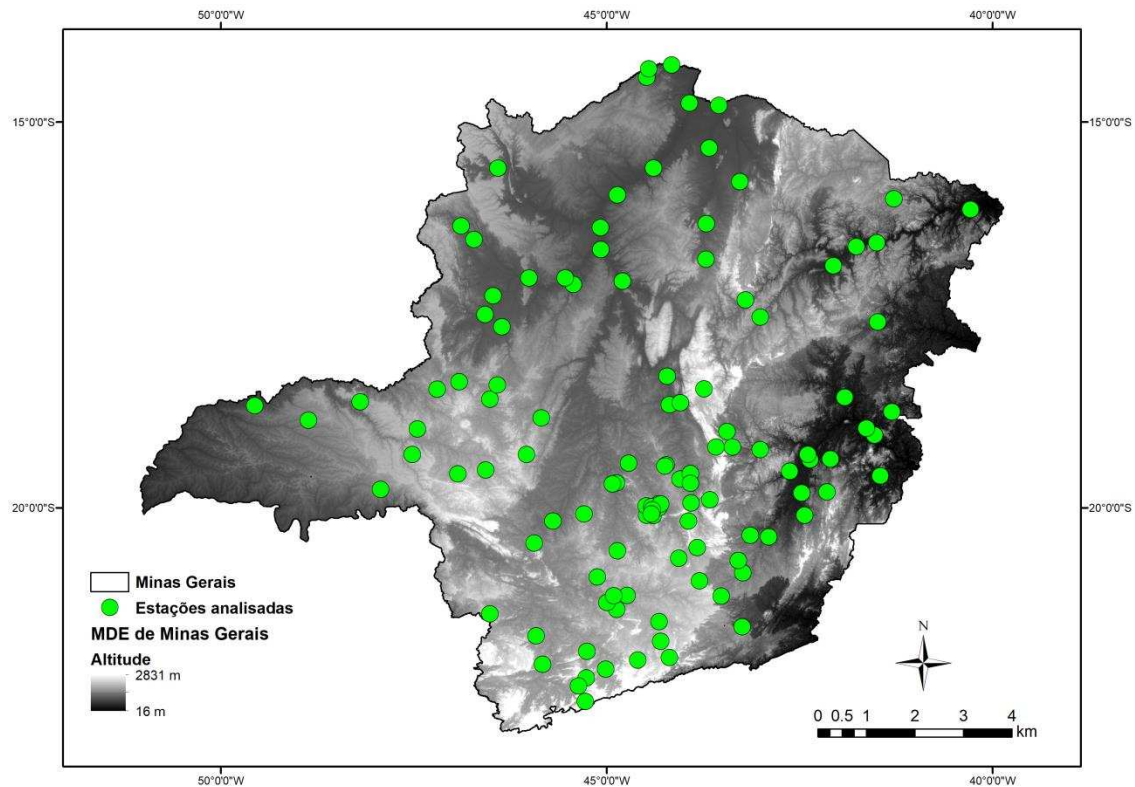 50°0'0"W 45°0'0"W 40°0'0"W
15°0'0"S 15°0'0"S
20°0'0"S 20°0'0"S
Minas Gerais
Estações analisadas
MDE de Minas Gerais
Altitude
2831 m
16 m
N
0 0.5 1 2 3 4
km
50°0'0"W 45°0'0"W 40°0'0"W